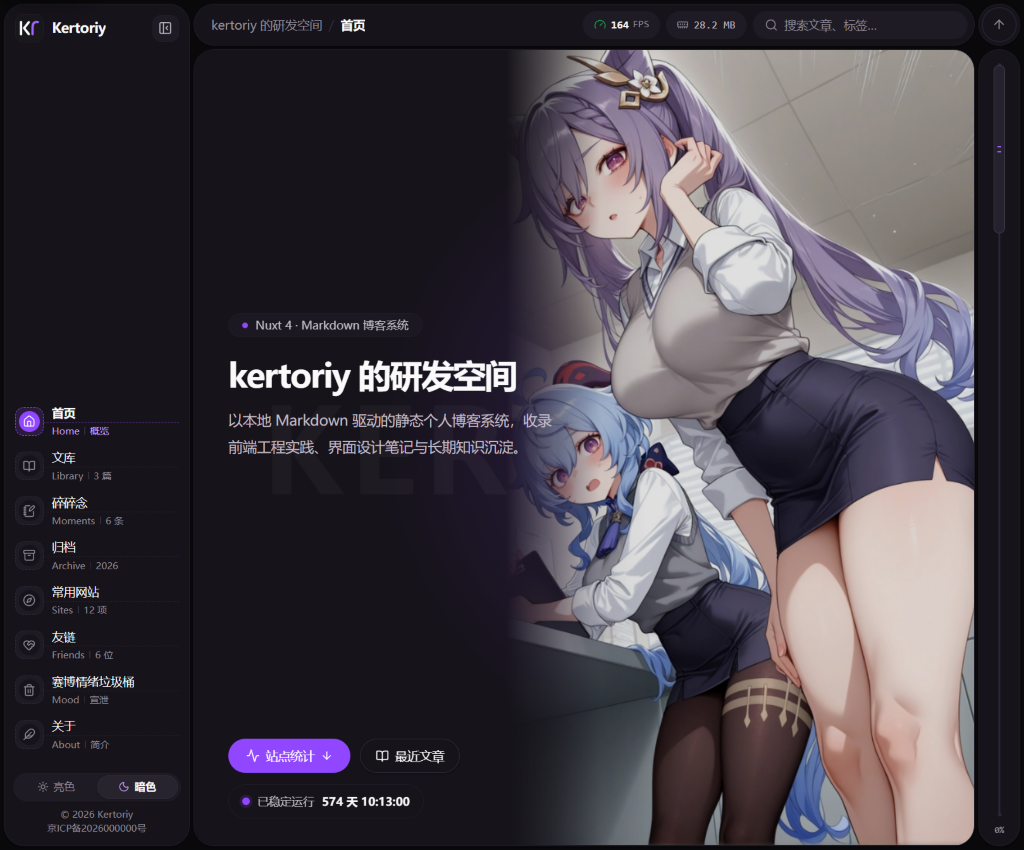 Kr Kertoriy
kertoriy 的研发空间 / 首页
164 FPS
28.2 MB
搜索文章、标签...
Nuxt 4 · Markdown 博客系统
kertoriy 的研发空间
以本地 Markdown 驱动的静态个人博客系统，收录
前端工程实践、界面设计笔记与长期知识沉淀。
KER
首页
Home | 概览
文库
Library | 3 篇
碎碎念
Moments | 6 条
归档
Archive | 2026
常用网站
Sites | 12 项
友链
Friends | 6 位
赛博情绪垃圾桶
Mood | 宣泄
关于
About | 简介
亮色
暗色
© 2026 Kertoriy
京ICP备2026000000号
站点统计 ↓
最近文章
已稳定运行 574 天 10:13:00
0%